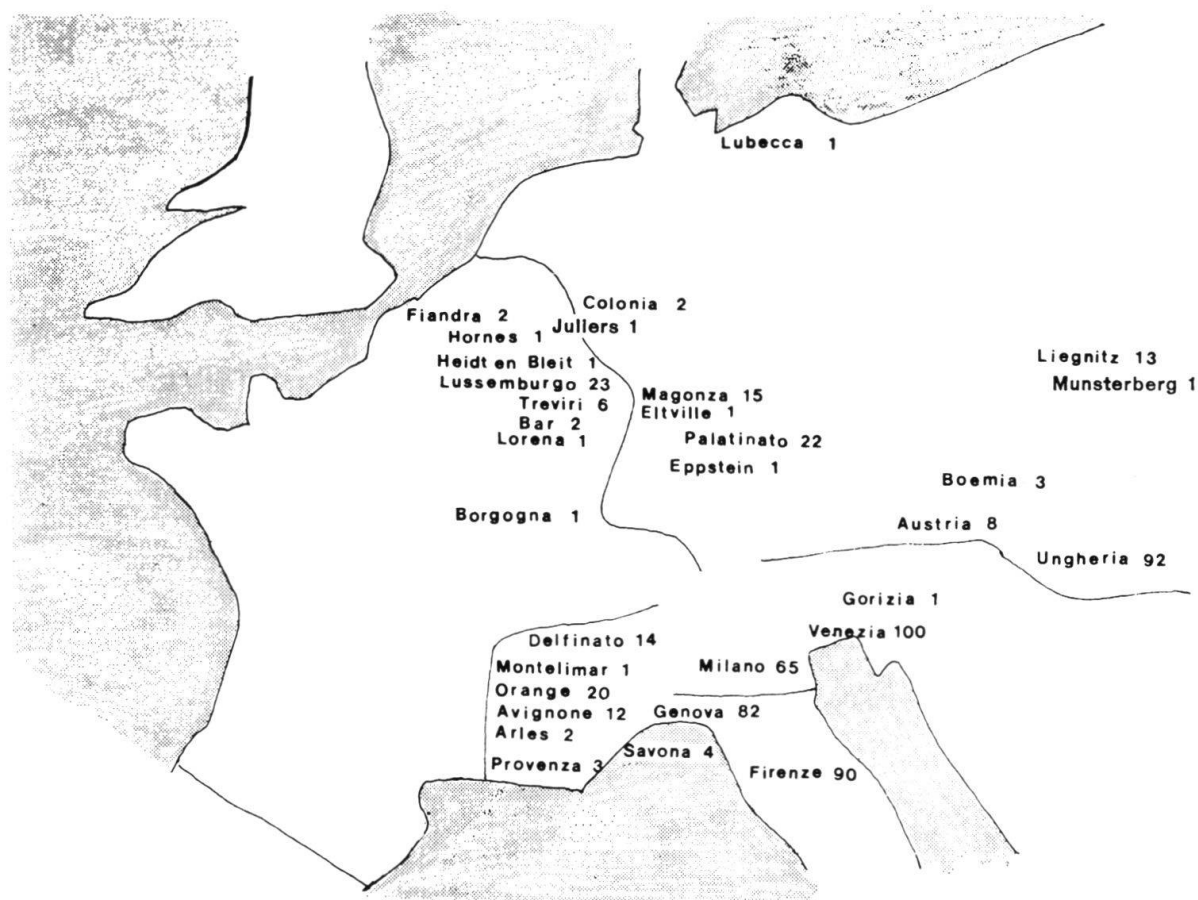 Lubecca 1
Colonia 2
Fiandra 2
Jullers 1
Hornes 1
Heidt en Bleit 1
Liegnitz 13
Lussemburgo 23
Munsterberg 1
Magonza 15
Treviri 6
Eltville 1
Bar 2
Lorena 1
Palatinato 22
Eppstein 1
Boemia 3
Borgogna 1
Austria 8
Ungheria 92
Gorizia 1
Venezia 100
Delfinato 14
Montelimar 1
Milano 65
Orange 20
Avignone 12
Genova 82
Arles 2
Savona 4
Provenza 3
Firenze 90